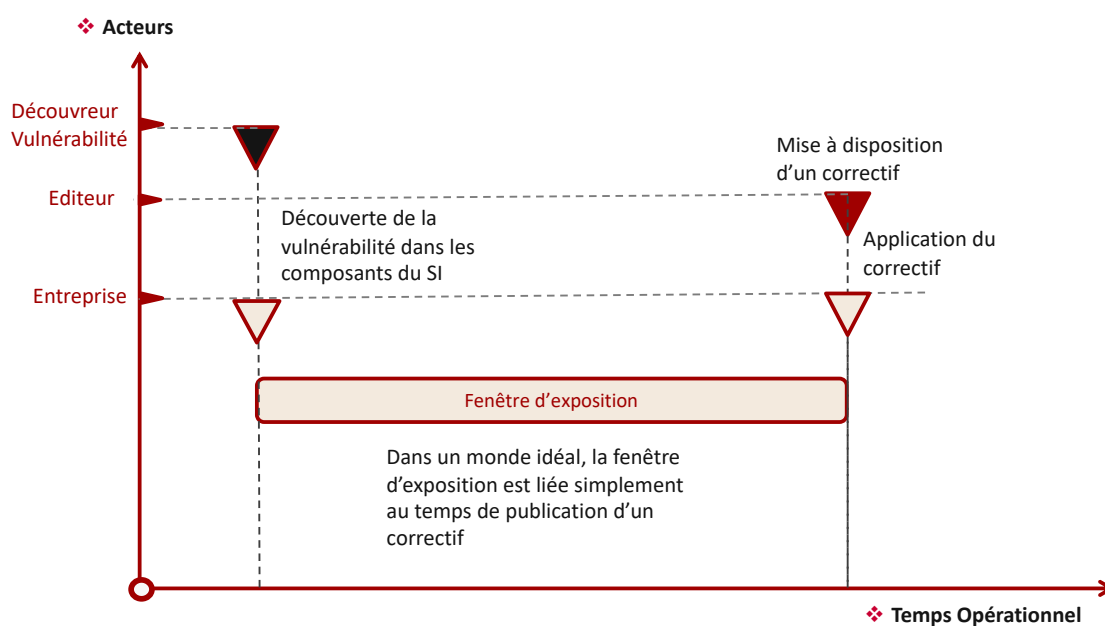 ❖ Acteurs
Découvreur
Vulnérabilité
Mise à disposition
d’un correctif
Editeur
Découverte de la
vulnérabilité dans les
composants du SI
Application du
correctif
Entreprise
Fenêtre d’exposition
Dans un monde idéal, la fenêtre
d’exposition est liée simplement
au temps de publication d’un
correctif
❖ Temps Opérationnel